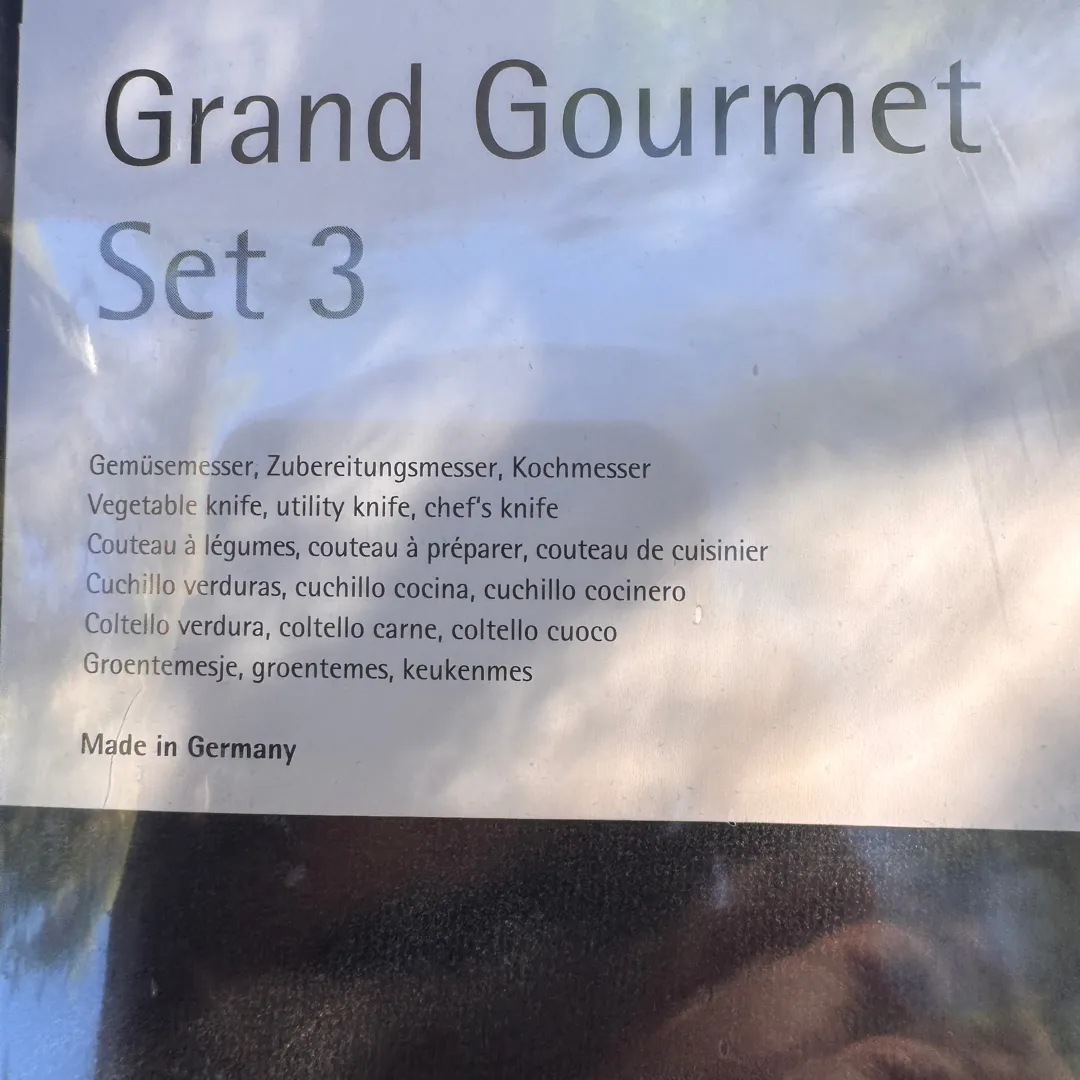 Grand Gourmet
Set 3
Gemüsemesser, Zubereitungsmesser, Kochmesser
Vegetable knife, utility knife, chef's knife
Couteau à légumes, couteau à préparer, couteau de cuisinier
Cuchillo verduras, cuchillo cocina, cuchillo cocinero
Coltello verdura, coltello carne, coltello cuoco
Groentemesje, groentemes, keukenmes
Made in Germany